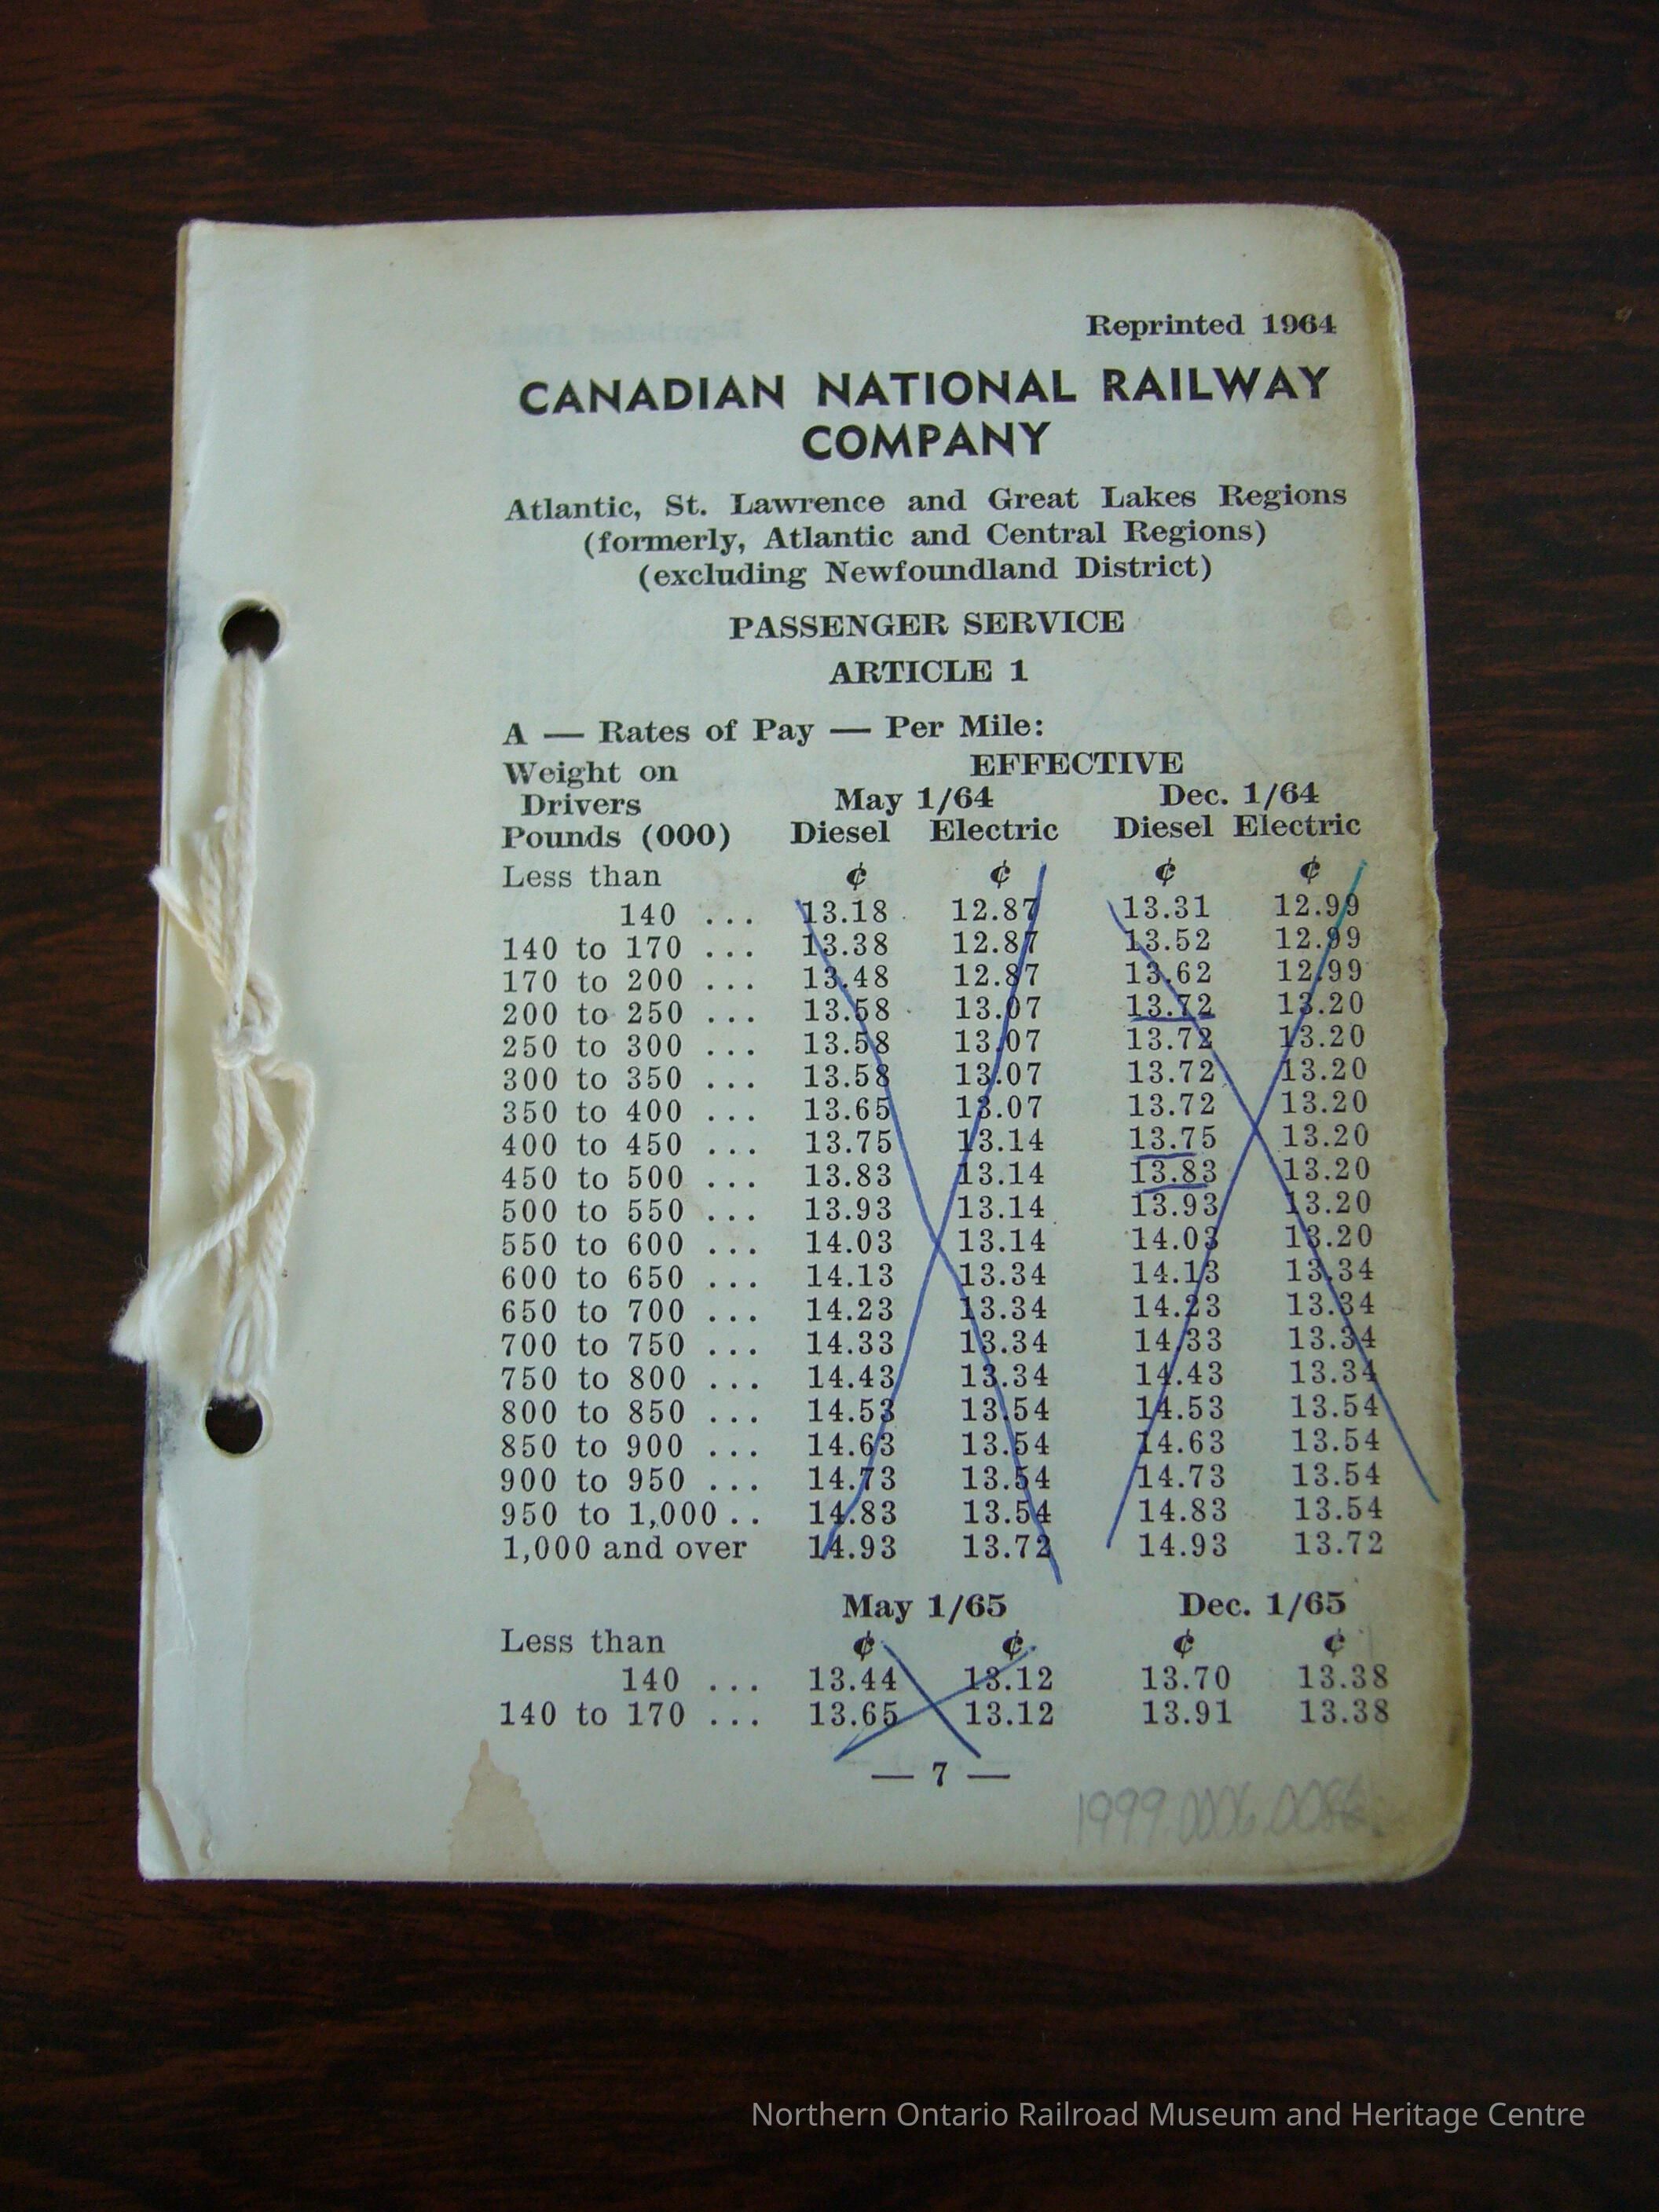 Reprinted 1964
CANADIAN NATIONAL RAILWAY
COMPANY
Atlantic, St. Lawrence and Great Lakes Regions
(formerly, Atlantic and Central Regions)
(excluding Newfoundland District)
PASSENGER SERVICE
ARTICLE 1
A — Rates of Pay — Per Mile:
Weight on EFFECTIVE
Drivers May 1/64 Dec. 1/64
Pounds (000) Diesel Electric Diesel Electric
Less than ¢ ¢ ¢ ¢
140 ... 13.18 12.87 13.31 12.99
140 to 170 ... 13.38 12.87 13.52 12.99
170 to 200 ... 13.48 12.87 13.62 12.99
200 to 250 ... 13.58 13.07 13.72 13.20
250 to 300 ... 13.58 13.07 13.72 13.20
300 to 350 ... 13.58 13.07 13.72 13.20
350 to 400 ... 13.65 13.07 13.72 13.20
400 to 450 ... 13.75 13.14 13.75 13.20
450 to 500 ... 13.83 13.14 13.83 13.20
500 to 550 ... 13.93 13.14 13.93 13.20
550 to 600 ... 14.03 13.14 14.03 13.20
600 to 650 ... 14.13 13.34 14.13 13.34
650 to 700 ... 14.23 13.34 14.23 13.34
700 to 750 ... 14.33 13.34 14.33 13.34
750 to 800 ... 14.43 13.34 14.43 13.34
800 to 850 ... 14.53 13.54 14.53 13.54
850 to 900 ... 14.63 13.54 14.63 13.54
900 to 950 ... 14.73 13.54 14.73 13.54
950 to 1,000 .. 14.83 13.54 14.83 13.54
1,000 and over 14.93 13.72 14.93 13.72
May 1/65 Dec. 1/65
Less than ¢ ¢ ¢ ¢
140 ... 13.44 13.12 13.70 13.38
140 to 170 ... 13.65 13.12 13.91 13.38
— 7 —
Northern Ontario Railroad Museum and Heritage Centre